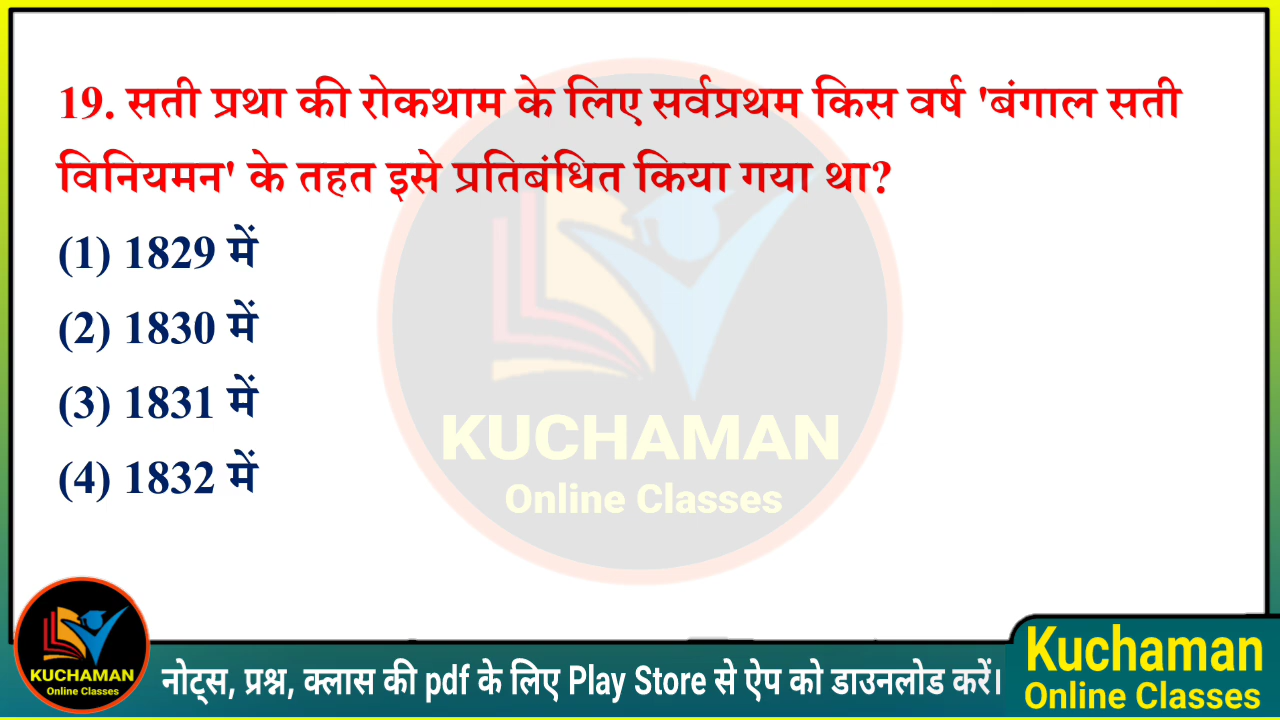 19. सती प्रथा की रोकथाम के लिए सर्वप्रथम किस वर्ष 'बंगाल सती
विनियमन' के तहत इसे प्रतिबंधित किया गया था?
(1) 1829 में
(2) 1830 में
(3) 1831 में
(4) 1832 में
KUCHAMAN
Online Classes
KUCHAMAN
Online Classes
नोट्स, प्रश्न, क्लास की pdf के लिए Play Store से ऐप को डाउनलोड करें।
Kuchaman
Online Classes